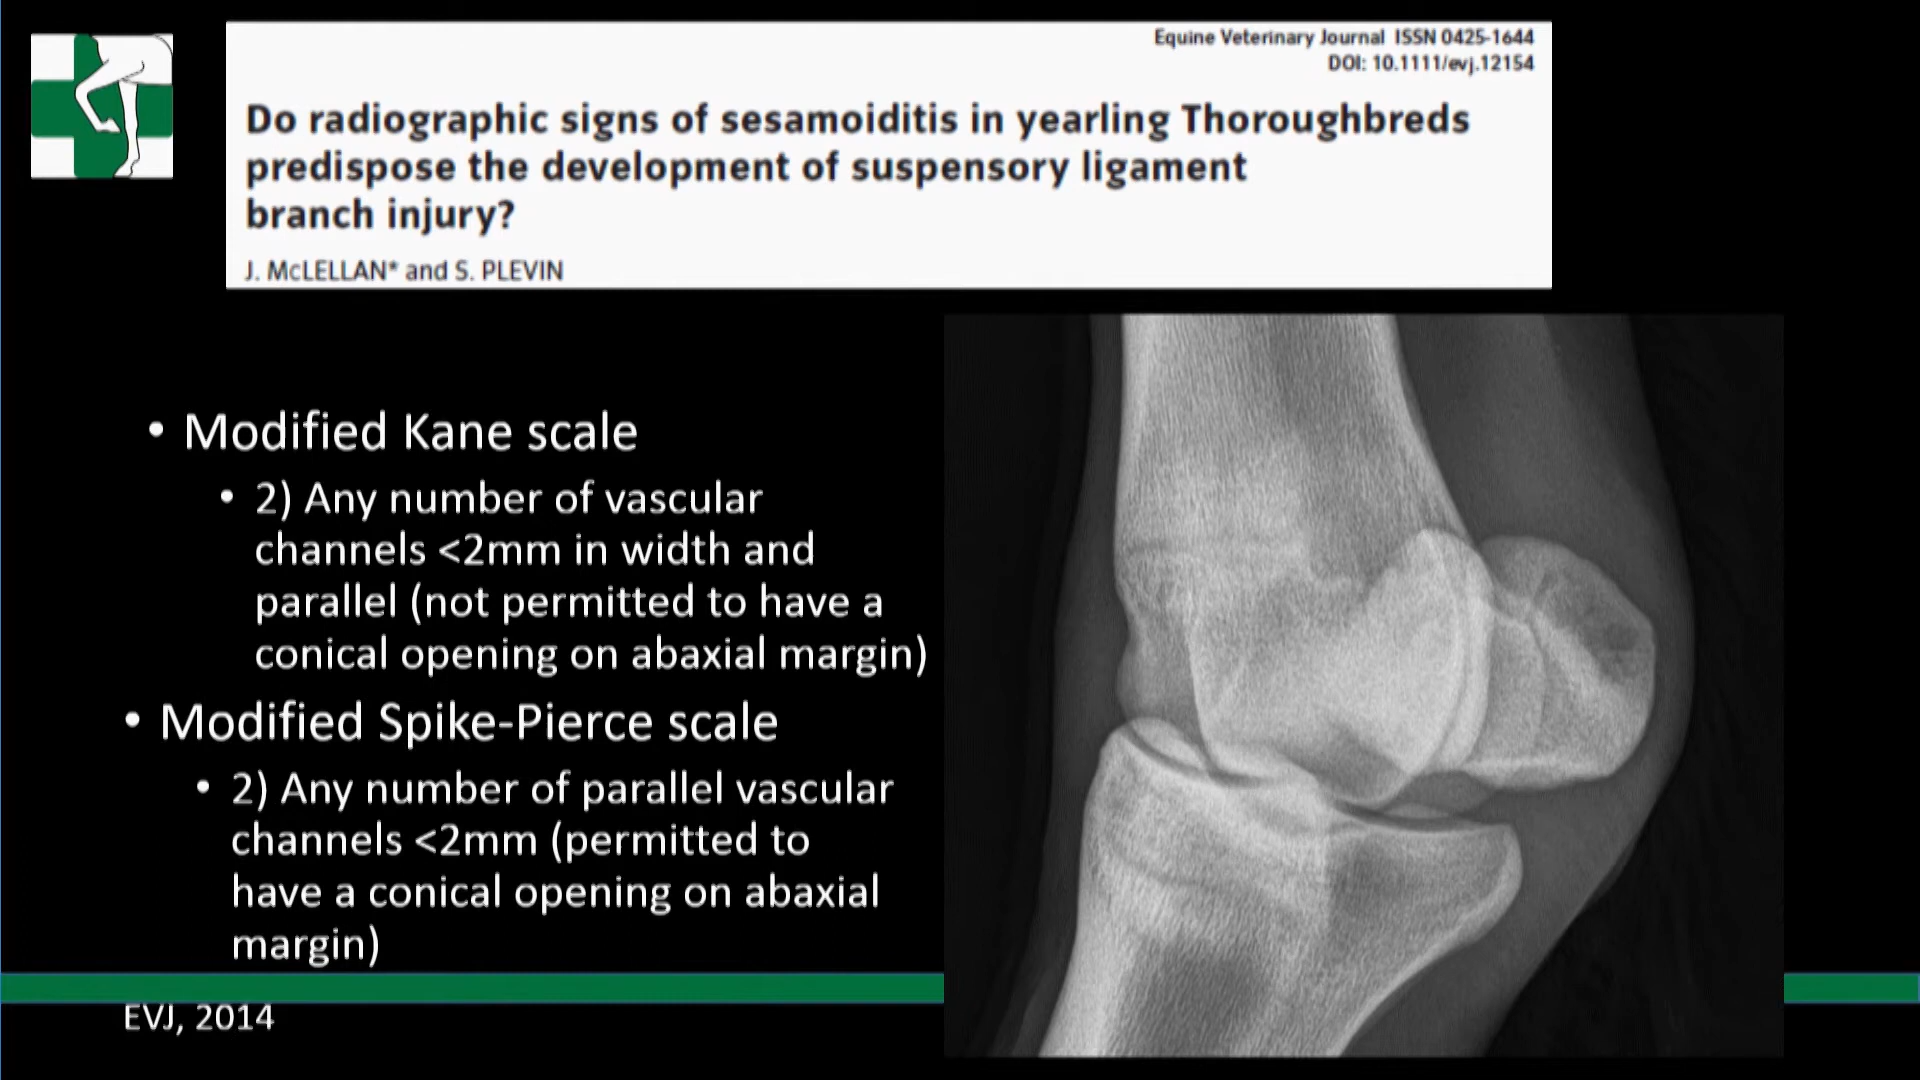 Equine Veterinary Journal ISSN 0425-1644
DOI: 10.1111/evj.12154
Do radiographic signs of sesamoiditis in yearling Thoroughbreds
predispose the development of suspensory ligament
branch injury?
J. McLELLAN* and S. PLEVIN
• Modified Kane scale
• 2) Any number of vascular
channels <2mm in width and
parallel (not permitted to have a
conical opening on abaxial margin)
• Modified Spike-Pierce scale
• 2) Any number of parallel vascular
channels <2mm (permitted to
have a conical opening on abaxial
margin)
EVJ, 2014